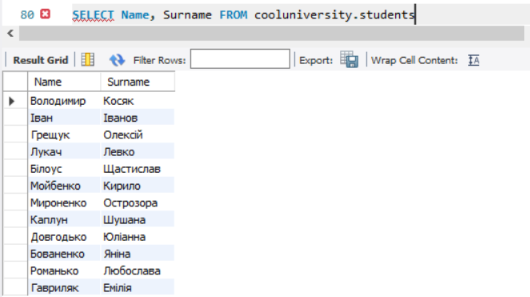 80 SELECT Name, Surname FROM cooluniversity.students
Result Grid Filter Rows: Export: Wrap Cell Content: IA
Name Surname
Володимир Косяк
Іван Іванов
Грещук Олексій
Лукач Левко
Білоус Щастислав
Мойбенко Кирило
Мироненко Острозора
Каплун Шушана
Довгодько Юліанна
Бованенко Яніна
Романько Любослава
Гавриляк Емілія